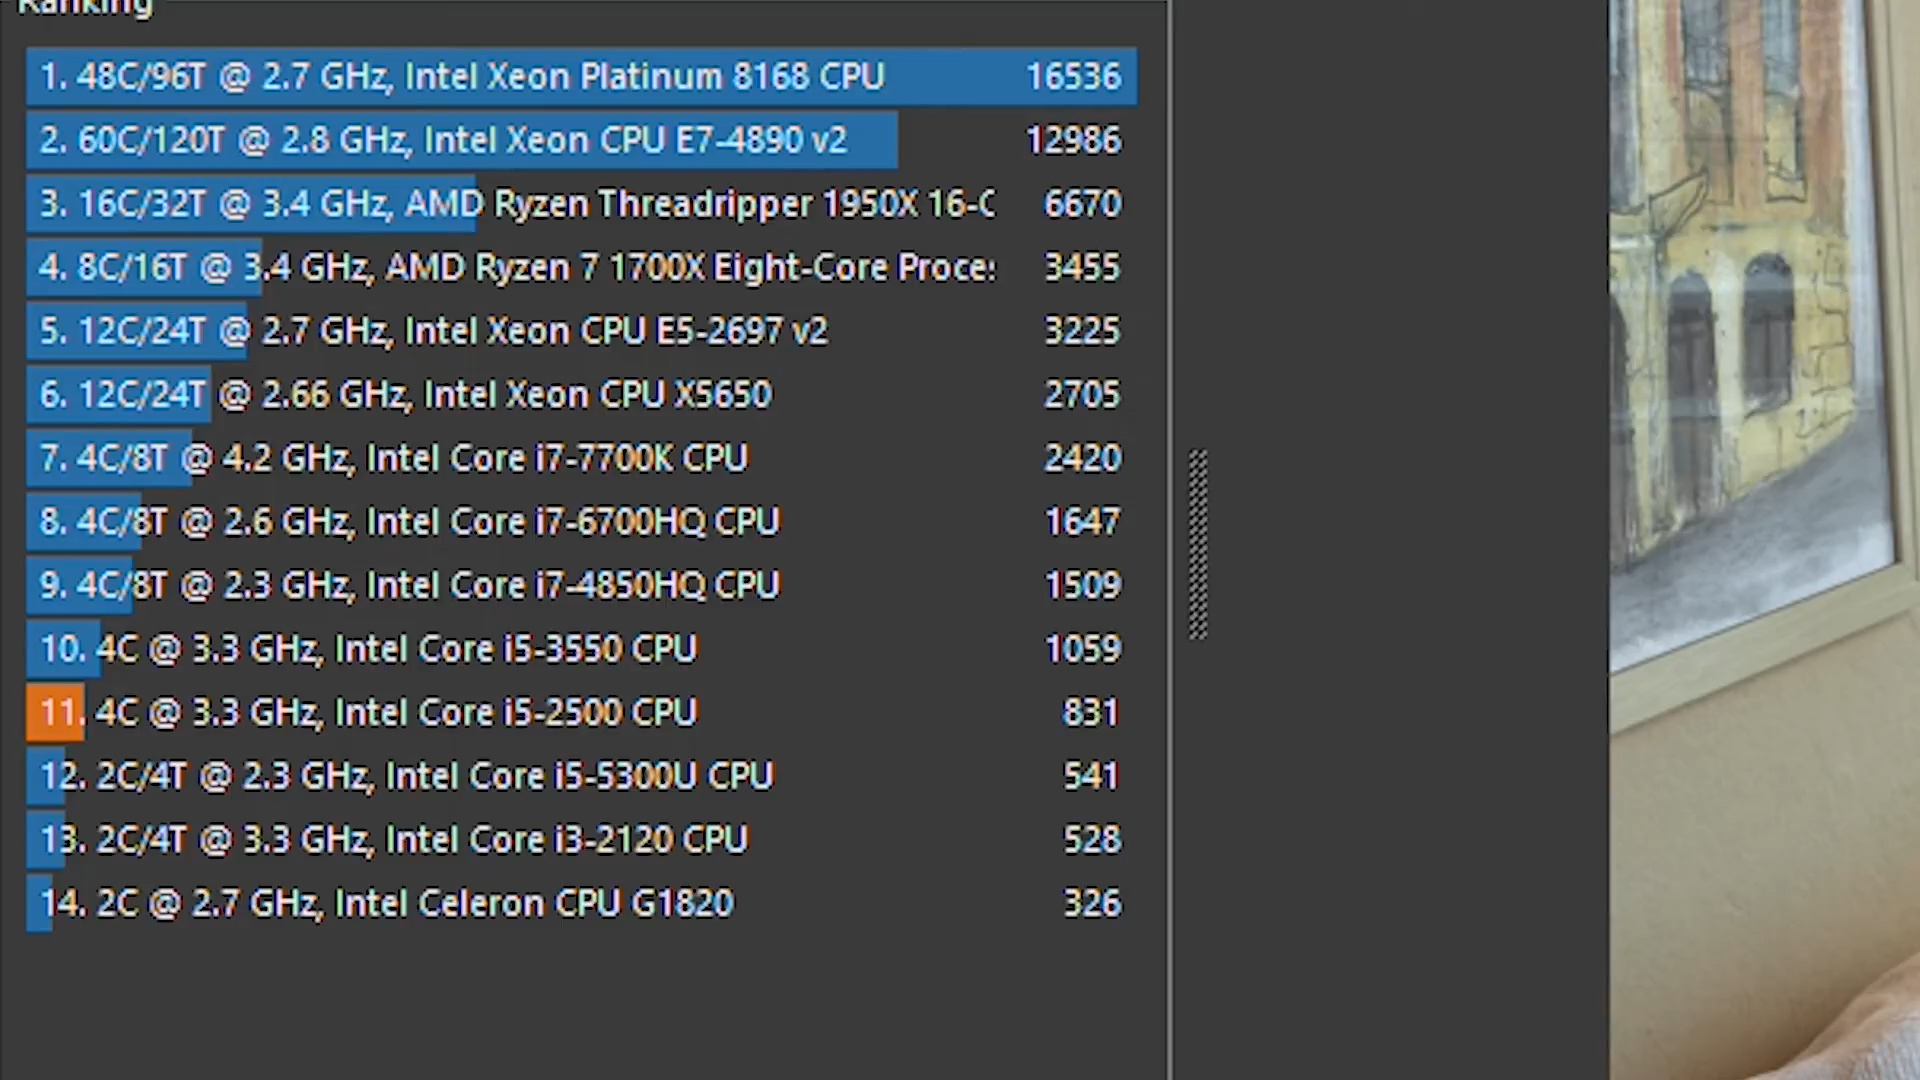 Ranking
1. 48C/96T @ 2.7 GHz, Intel Xeon Platinum 8168 CPU 16536
2. 60C/120T @ 2.8 GHz, Intel Xeon CPU E7-4890 v2 12986
3. 16C/32T @ 3.4 GHz, AMD Ryzen Threadripper 1950X 16-C 6670
4. 8C/16T @ 3.4 GHz, AMD Ryzen 7 1700X Eight-Core Proces 3455
5. 12C/24T @ 2.7 GHz, Intel Xeon CPU E5-2697 v2 3225
6. 12C/24T @ 2.66 GHz, Intel Xeon CPU X5650 2705
7. 4C/8T @ 4.2 GHz, Intel Core i7-7700K CPU 2420
8. 4C/8T @ 2.6 GHz, Intel Core i7-6700HQ CPU 1647
9. 4C/8T @ 2.3 GHz, Intel Core i7-4850HQ CPU 1509
10. 4C @ 3.3 GHz, Intel Core i5-3550 CPU 1059
11. 4C @ 3.3 GHz, Intel Core i5-2500 CPU 831
12. 2C/4T @ 2.3 GHz, Intel Core i5-5300U CPU 541
13. 2C/4T @ 3.3 GHz, Intel Core i3-2120 CPU 528
14. 2C @ 2.7 GHz, Intel Celeron CPU G1820 326